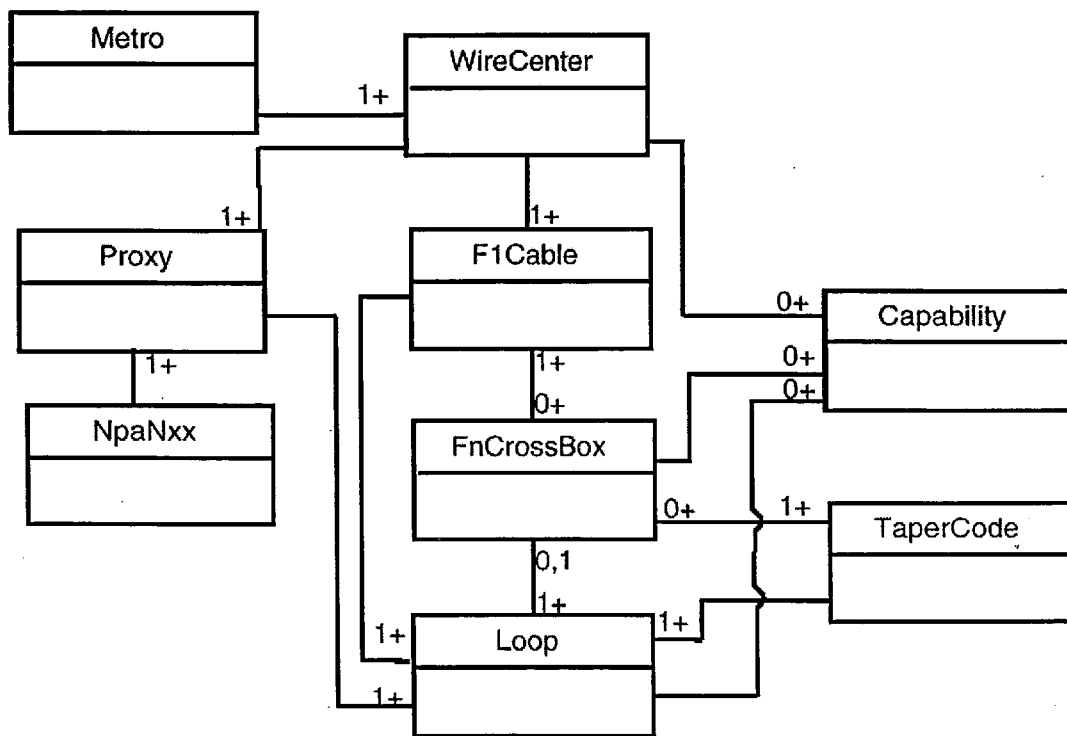 Metro
WireCenter
1+
1+
1+
Proxy
F1Cable
0+
Capability
1+
1+
0+
0+
0+
NpaNxx
FnCrossBox
0+
1+
TaperCode
0,1
1+
1+
1+
Loop
1+